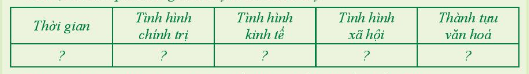 Thời gian Tình hình chính trị Tình hình kinh tế Tình hình xã hội Thành tựu văn hoá
? ? ? ? ?